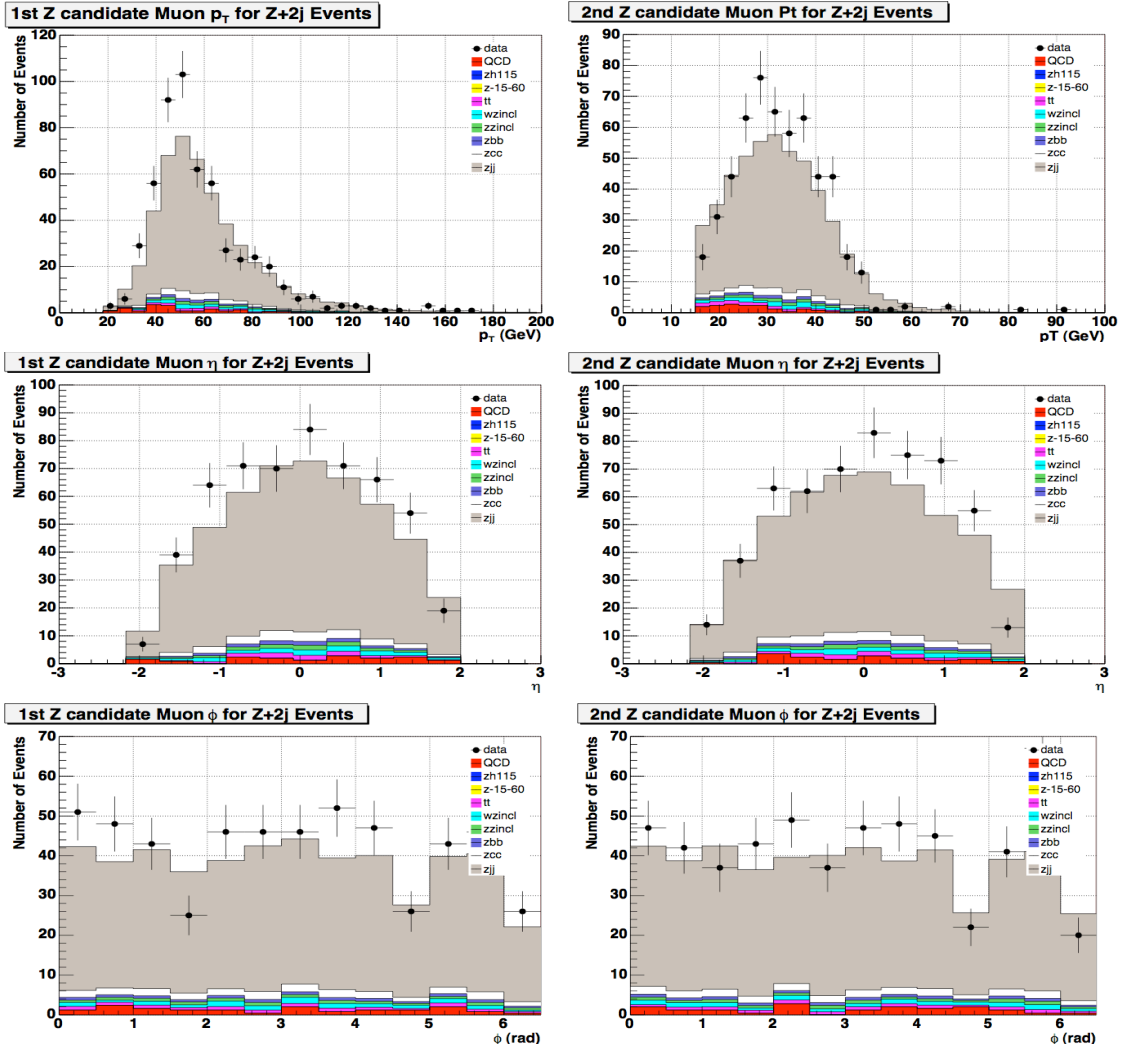 1st Z candidate Muon p_T for Z+2j Events
Number of Events
120
100
80
60
40
20
0
0 20 40 60 80 100 120 140 160 180 200
p_T (GeV)
data
QCD
zh115
z-15-60
tt
wzincl
zzincl
zbb
zcc
zjj
2nd Z candidate Muon Pt for Z+2j Events
Number of Events
90
80
70
60
50
40
30
20
10
0
0 10 20 30 40 50 60 70 80 90 100
pT (GeV)
data
QCD
zh115
z-15-60
tt
wzincl
zzincl
zbb
zcc
zjj
1st Z candidate Muon η for Z+2j Events
Number of Events
100
90
80
70
60
50
40
30
20
10
0
-3 -2 -1 0 1 2 3
η
data
QCD
zh115
z-15-60
tt
wzincl
zzincl
zbb
zcc
zjj
2nd Z candidate Muon η for Z+2j Events
Number of Events
100
90
80
70
60
50
40
30
20
10
0
-3 -2 -1 0 1 2 3
η
data
QCD
zh115
z-15-60
tt
wzincl
zzincl
zbb
zcc
zjj
1st Z candidate Muon ϕ for Z+2j Events
Number of Events
70
60
50
40
30
20
10
0
0 1 2 3 4 5 6
ϕ (rad)
data
QCD
zh115
z-15-60
tt
wzincl
zzincl
zbb
zcc
zjj
2nd Z candidate Muon ϕ for Z+2j Events
Number of Events
70
60
50
40
30
20
10
0
0 1 2 3 4 5 6
ϕ (rad)
data
QCD
zh115
z-15-60
tt
wzincl
zzincl
zbb
zcc
zjj